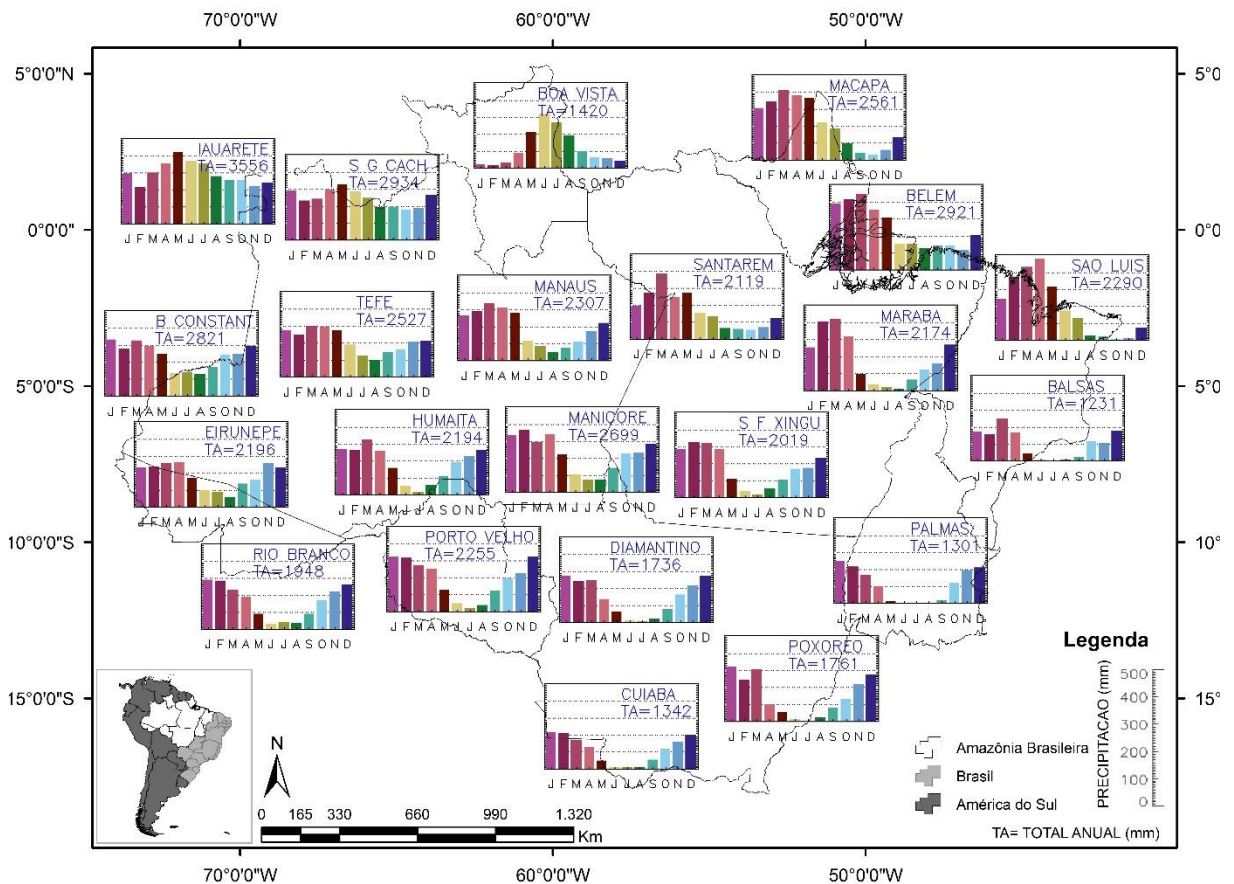 70°0'0"W 60°0'0"W 50°0'0"W
5°0'0"N
5°0
0°0'0"
0°0'0"
5°0'0"S
5°0'
10°0'0"S
10°
15°0'0"S
15°
BOA VISTA
TA=1420
J F M A M J J A S O N D
MACAPA
TA=2561
J F M A M J J A S O N D
IAUARETE
TA=3556
J F M A M J J A S O N D
S G CACH
TA=2934
J F M A M J J A S O N D
BELEM
TA=2921
J F M A M J J A S O N D
SANTAREM
TA=2119
J F M A M J J A S O N D
SAO LUIS
TA=2290
J F M A M J J A S O N D
MANAUS
TA=2307
J F M A M J J A S O N D
TEFE
TA=2527
J F M A M J J A S O N D
B CONSTANT
TA=2821
J F M A M J J A S O N D
MARABA
TA=2174
J F M A M J J A S O N D
BALSAS
TA=1231
J F M A M J J A S O N D
HUMAITA
TA=2194
J F M A M J J A S O N D
MANICORE
TA=2699
J F M A M J J A S O N D
S F XINGU
TA=2019
J F M A M J J A S O N D
EIRUNEPE
TA=2196
J F M A M J J A S O N D
PALMAS
TA=1301
J F M A M J J A S O N D
PORTO VELHO
TA=2255
J F M A M J J A S O N D
DIAMANTINO
TA=1736
J F M A M J J A S O N D
RIO BRANCO
TA=1948
J F M A M J J A S O N D
POXOREO
TA=1761
J F M A M J J A S O N D
CUIABA
TA=1342
J F M A M J J A S O N D
Legenda
PRECIPITACAO (mm)
500
400
300
200
100
0
Amazônia Brasileira
Brasil
América do Sul
TA= TOTAL ANUAL (mm)
N
0 165 330 660 990 1.320
Km
70°0'0"W 60°0'0"W 50°0'0"W